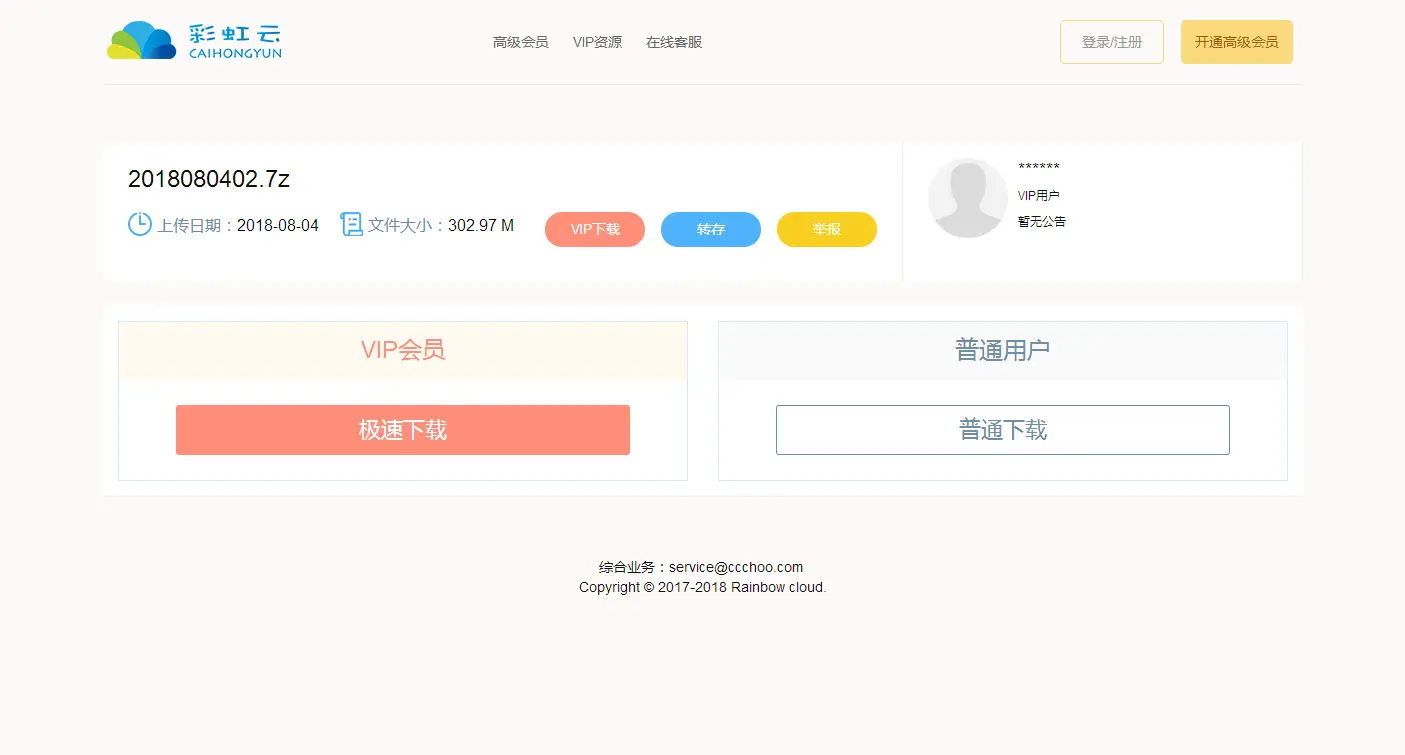 彩虹云
CAIHONGYUN
高级会员 VIP资源 在线客服
登录/注册 开通高级会员
2018080402.7z
上传日期：2018-08-04 文件大小：302.97 M VIP下载 转存 举报
******
VIP用户
暂无公告
VIP会员
极速下载
普通用户
普通下载
综合业务：service@ccchoo.com
Copyright © 2017-2018 Rainbow cloud.